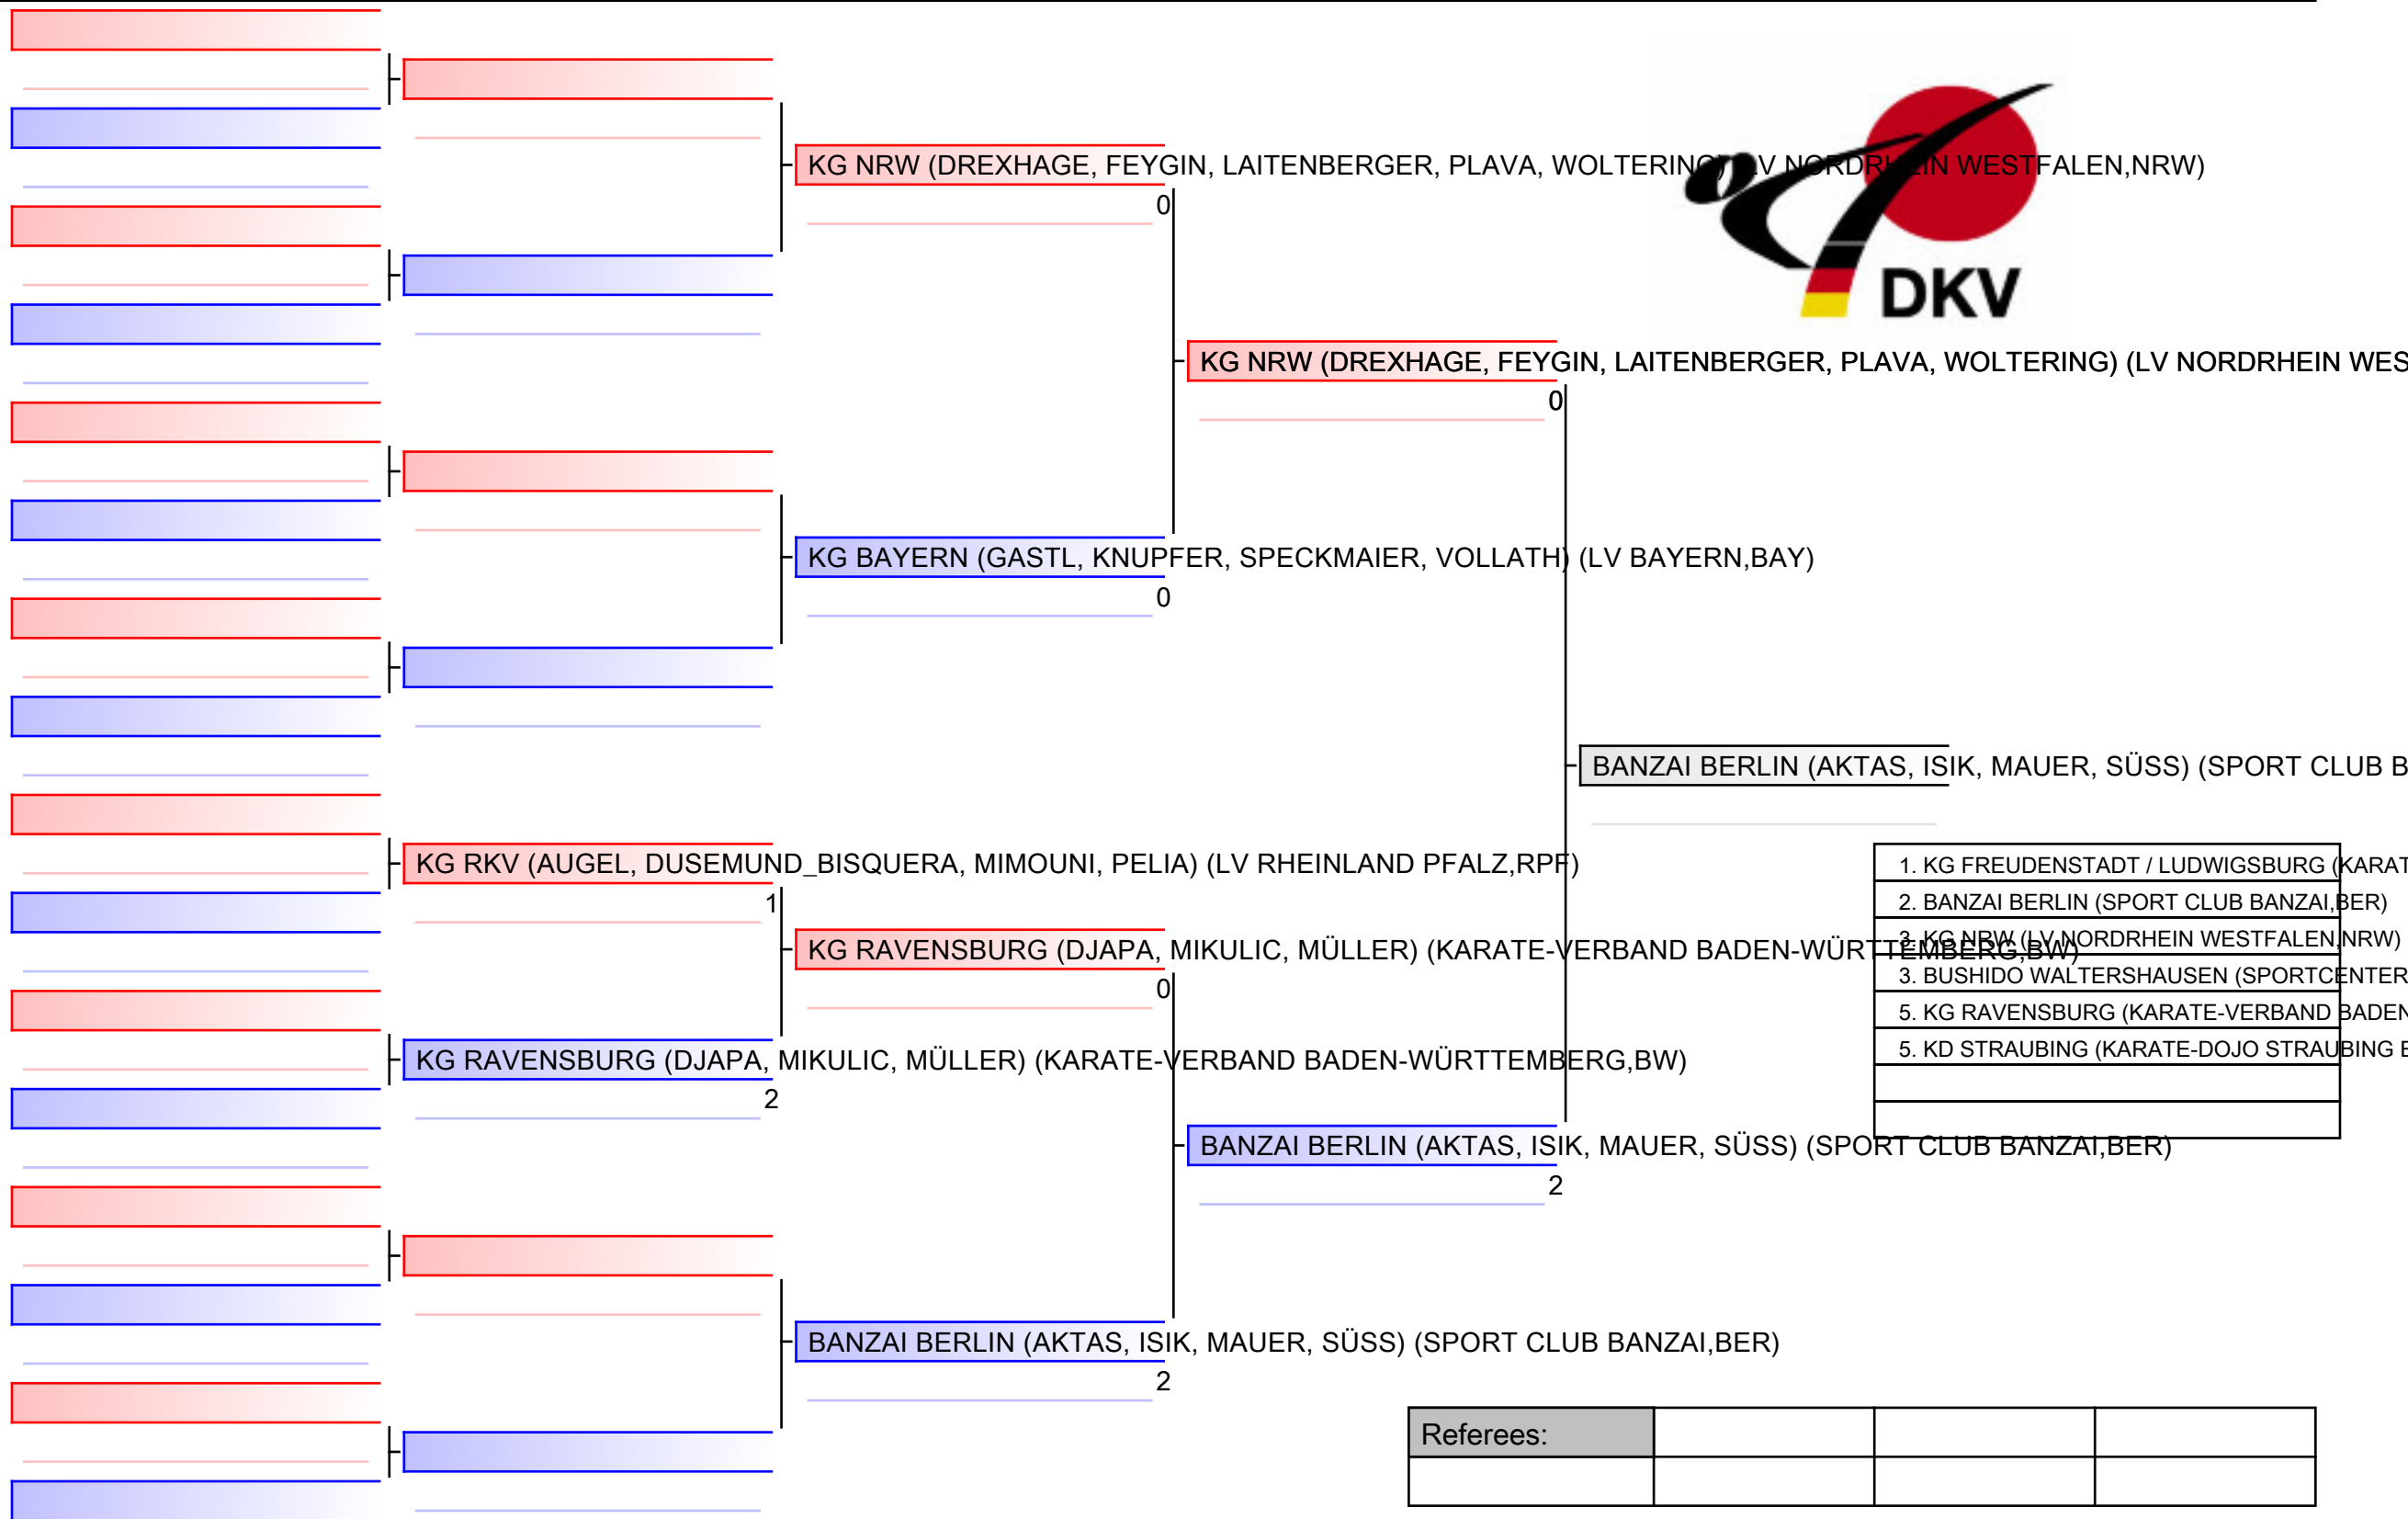 KG NRW (DREXHAGE, FEYGIN, LAITENBERGER, PLAVA, WOLTERING) (LV NORDRHEIN WESTFALEN,NRW)
0
DKV
KG NRW (DREXHAGE, FEYGIN, LAITENBERGER, PLAVA, WOLTERING) (LV NORDRHEIN WES
0
KG BAYERN (GASTL, KNUPFER, SPECKMAIER, VOLLATH) (LV BAYERN,BAY)
0
BANZAI BERLIN (AKTAS, ISIK, MAUER, SÜSS) (SPORT CLUB B
KG RKV (AUGEL, DUSEMUND_BISQUERA, MIMOUNI, PELIA) (LV RHEINLAND PFALZ,RPF)
1
KG RAVENSBURG (DJAPA, MIKULIC, MÜLLER) (KARATE-VERBAND BADEN-WÜRTTEMBERG,BW)
0
KG RAVENSBURG (DJAPA, MIKULIC, MÜLLER) (KARATE-VERBAND BADEN-WÜRTTEMBERG,BW)
2
1. KG FREUDENSTADT / LUDWIGSBURG (KARAT
2. BANZAI BERLIN (SPORT CLUB BANZAI,BER)
3. KG NRW (LV NORDRHEIN WESTFALEN,NRW)
3. BUSHIDO WALTERSHAUSEN (SPORTCENTER
5. KG RAVENSBURG (KARATE-VERBAND BADEN
5. KD STRAUBING (KARATE-DOJO STRAUBING E
BANZAI BERLIN (AKTAS, ISIK, MAUER, SÜSS) (SPORT CLUB BANZAI,BER)
2
BANZAI BERLIN (AKTAS, ISIK, MAUER, SÜSS) (SPORT CLUB BANZAI,BER)
2
Referees: